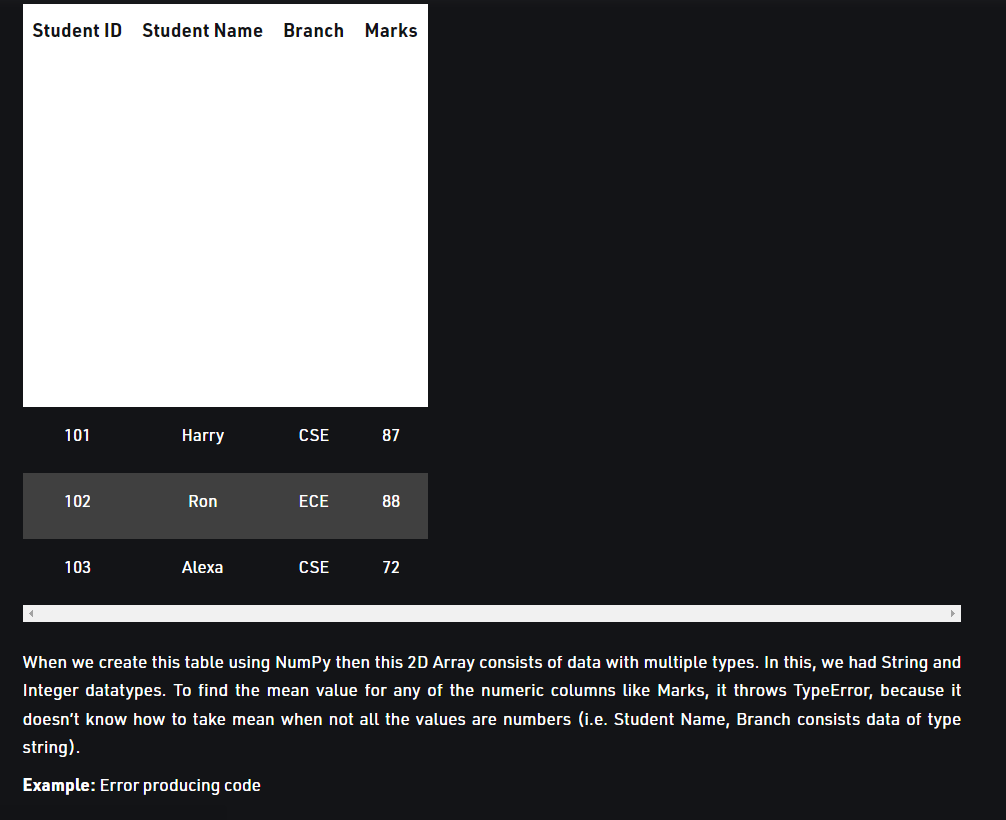 Student ID Student Name Branch Marks
101 Harry CSE 87
102 Ron ECE 88
103 Alexa CSE 72
When we create this table using NumPy then this 2D Array consists of data with multiple types. In this, we had String and
Integer datatypes. To find the mean value for any of the numeric columns like Marks, it throws TypeError, because it
doesn’t know how to take mean when not all the values are numbers (i.e. Student Name, Branch consists data of type
string).
Example: Error producing code